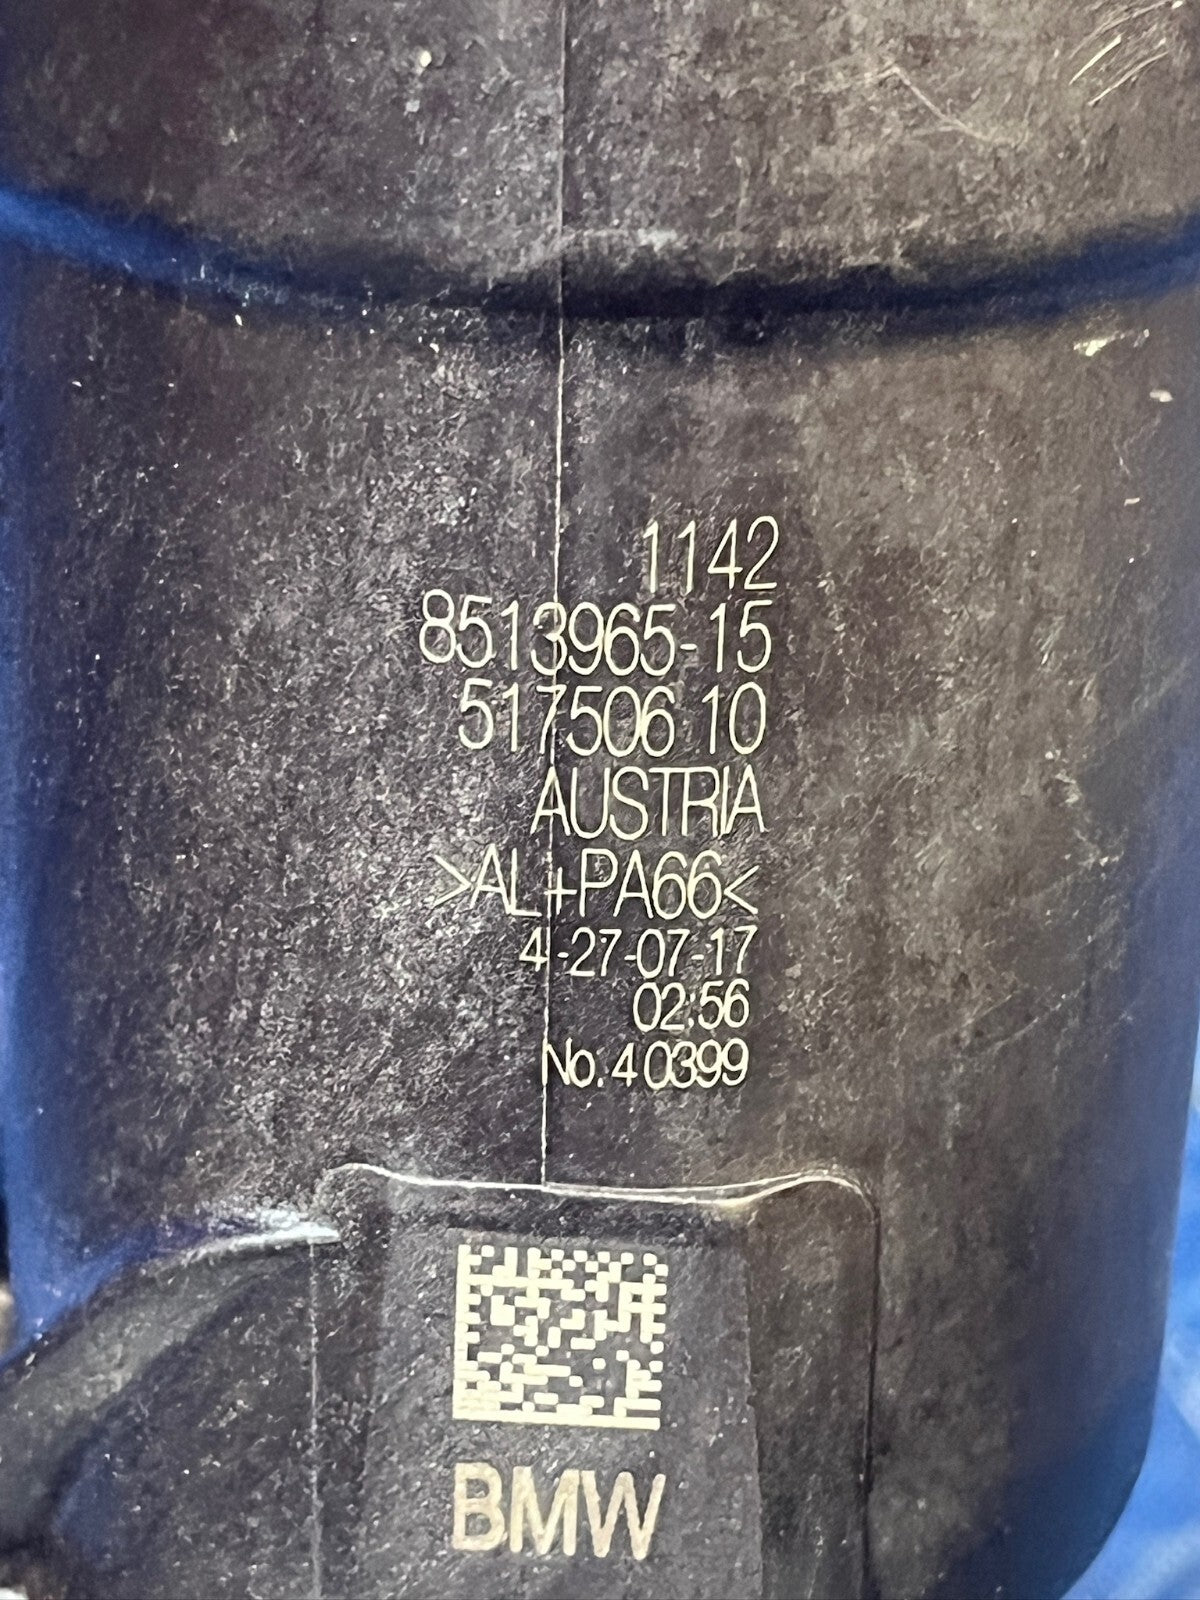 1142
8513965-15
517506 10
AUSTRIA
>AL+PA66<
4-27-07-17
02:56
No.40399
BMW